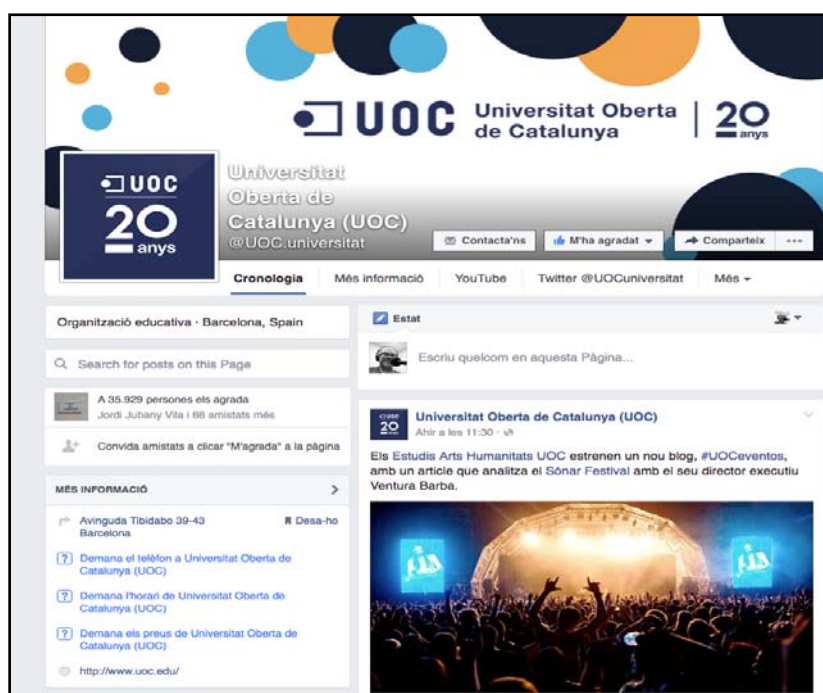 UOC Universitat Oberta de Catalunya 20 anys
UOC
20
anys
Universitat
Oberta de
Catalunya (UOC)
@UOC.universitat
Contacta'ns M'ha agradat Comparteix ...
Cronologia Més informació YouTube Twitter @UOCuniversitat Més
Organització educativa · Barcelona, Spain
Search for posts on this Page
A 35.929 persones els agrada
Jordi Jubany Vila i 66 amistats més
Convida amistats a clicar "M'agrada" a la pàgina
MÉS INFORMACIÓ
Avinguda Tibidabo 39-43 Desa-ho
Barcelona
Demana el telèfon a Universitat Oberta de
Catalunya (UOC)
Demana l'horari de Universitat Oberta de
Catalunya (UOC)
Demana els preus de Universitat Oberta de
Catalunya (UOC)
http://www.uoc.edu/
Estat
Escriu quelcom en aquesta Pàgina...
UOC
20
Universitat Oberta de Catalunya (UOC)
Ahir a les 11:30 ·
Els Estudis Arts Humanitats UOC estrenen un nou blog, #UOCeventos,
amb un article que analitza el Sónar Festival amb el seu director executiu
Ventura Barba.